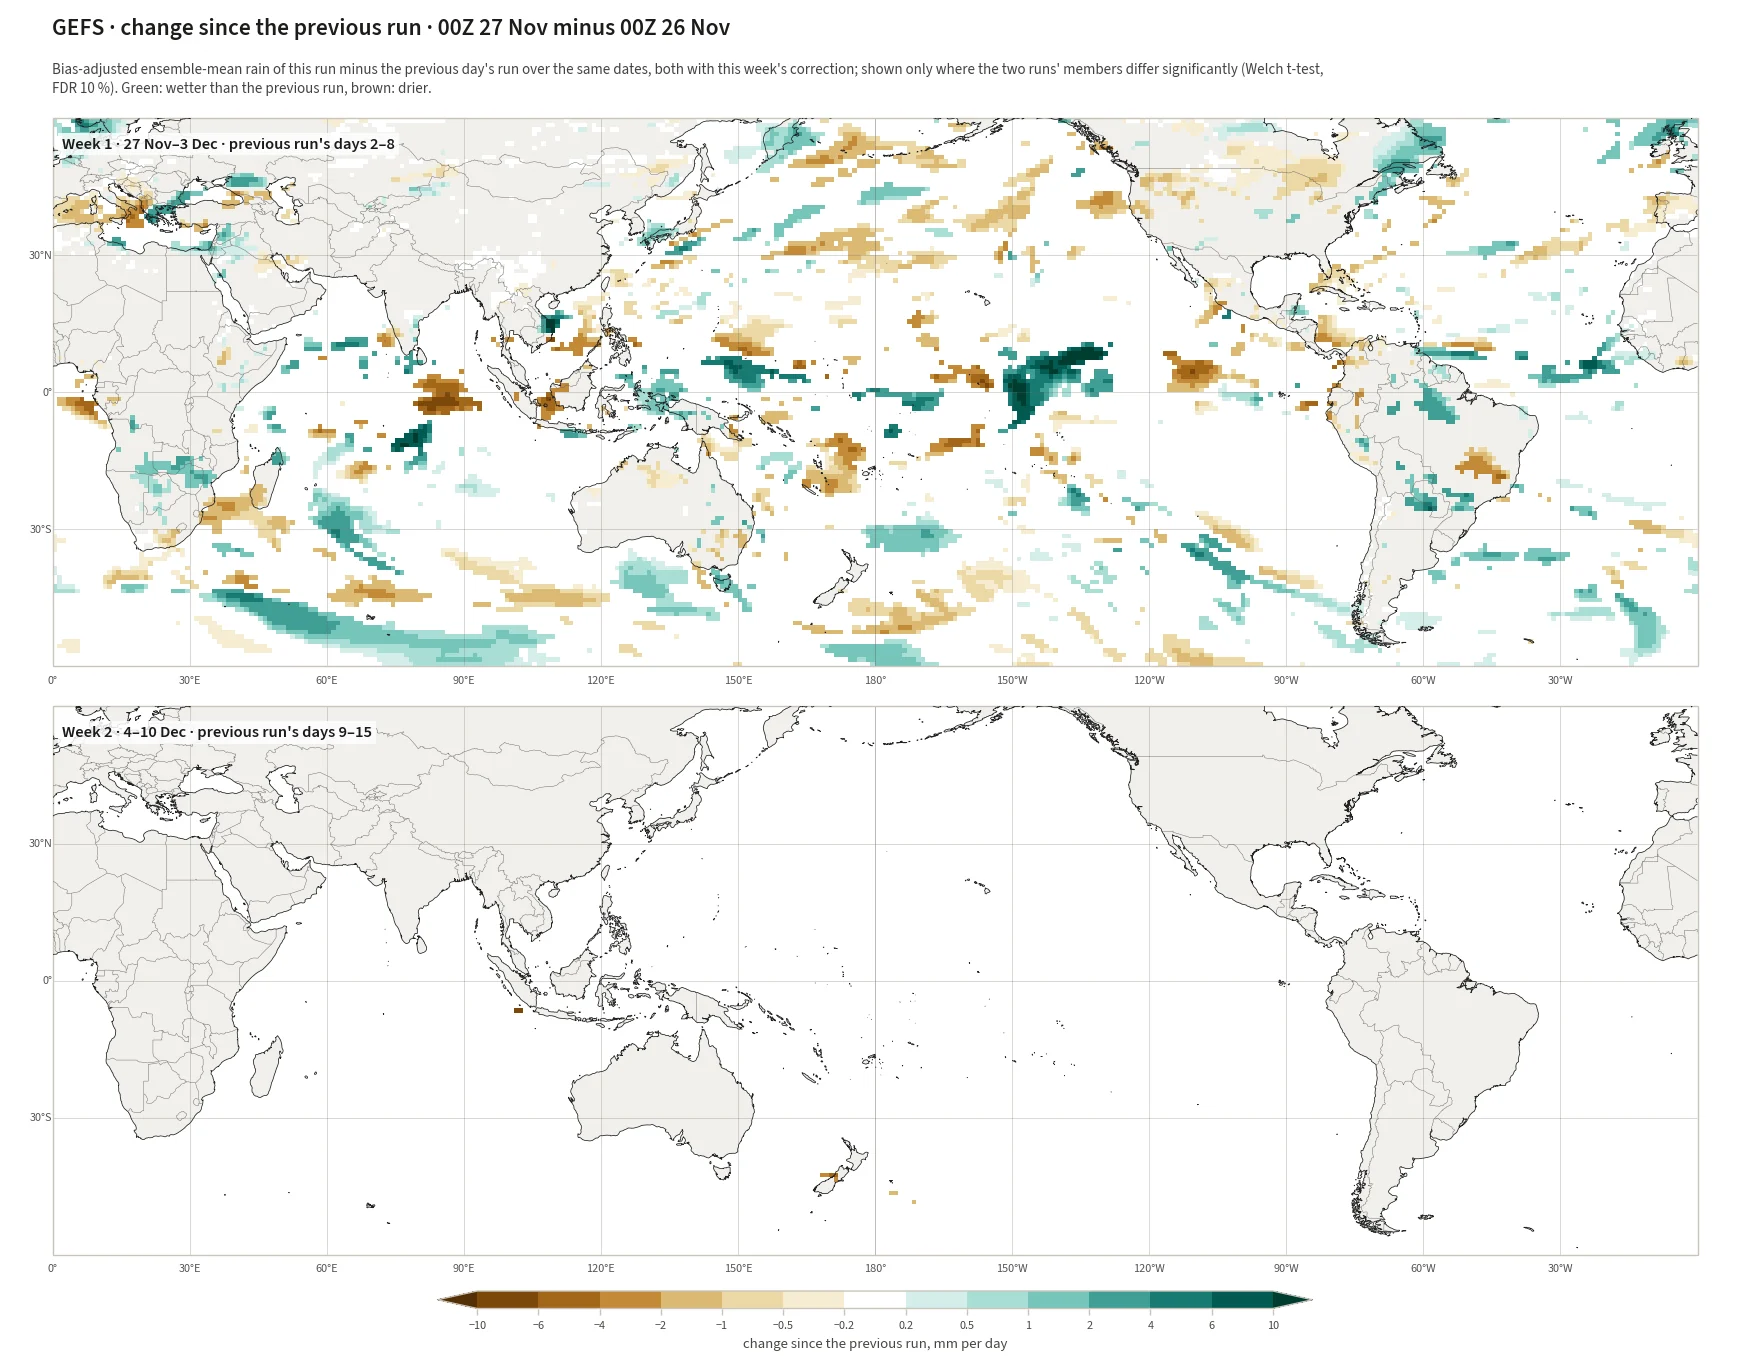 GEFS · change since the previous run · 00Z 27 Nov minus 00Z 26 Nov
Bias-adjusted ensemble-mean rain of this run minus the previous day's run over the same dates, both with this week's correction; shown only where the two runs' members differ significantly (Welch t-test,
FDR 10 %). Green: wetter than the previous run, brown: drier.
Week 1 · 27 Nov–3 Dec · previous run's days 2–8
30°N
0°
30°S
0° 30°E 60°E 90°E 120°E 150°E 180° 150°W 120°W 90°W 60°W 30°W
Week 2 · 4–10 Dec · previous run's days 9–15
30°N
0°
30°S
0° 30°E 60°E 90°E 120°E 150°E 180° 150°W 120°W 90°W 60°W 30°W
−10 −6 −4 −2 −1 −0.5 −0.2 0.2 0.5 1 2 4 6 10
change since the previous run, mm per day